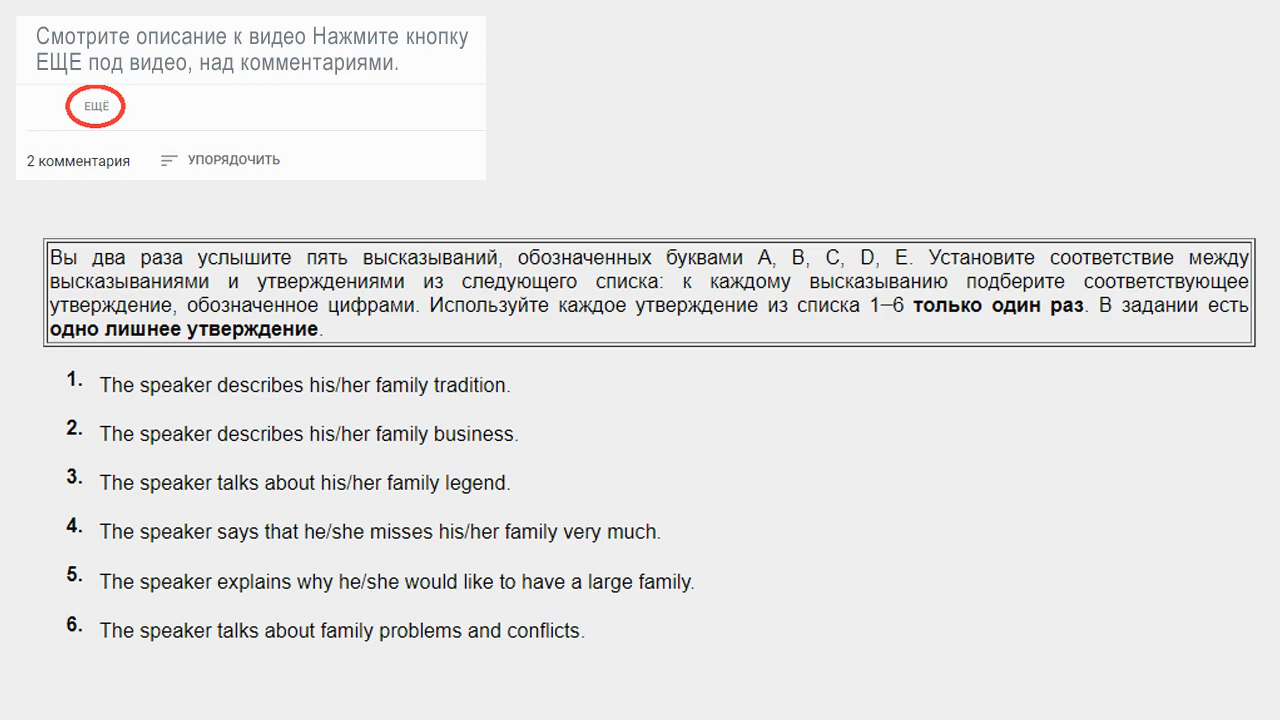 Смотрите описание к видео Нажмите кнопку
ЕЩЕ под видео, над комментариями.
ЕЩЁ
2 комментария УПОРЯДОЧИТЬ
Вы два раза услышите пять высказываний, обозначенных буквами A, B, C, D, E. Установите соответствие между
высказываниями и утверждениями из следующего списка: к каждому высказыванию подберите соответствующее
утверждение, обозначенное цифрами. Используйте каждое утверждение из списка 1–6 только один раз. В задании есть
одно лишнее утверждение.
1. The speaker describes his/her family tradition.
2. The speaker describes his/her family business.
3. The speaker talks about his/her family legend.
4. The speaker says that he/she misses his/her family very much.
5. The speaker explains why he/she would like to have a large family.
6. The speaker talks about family problems and conflicts.